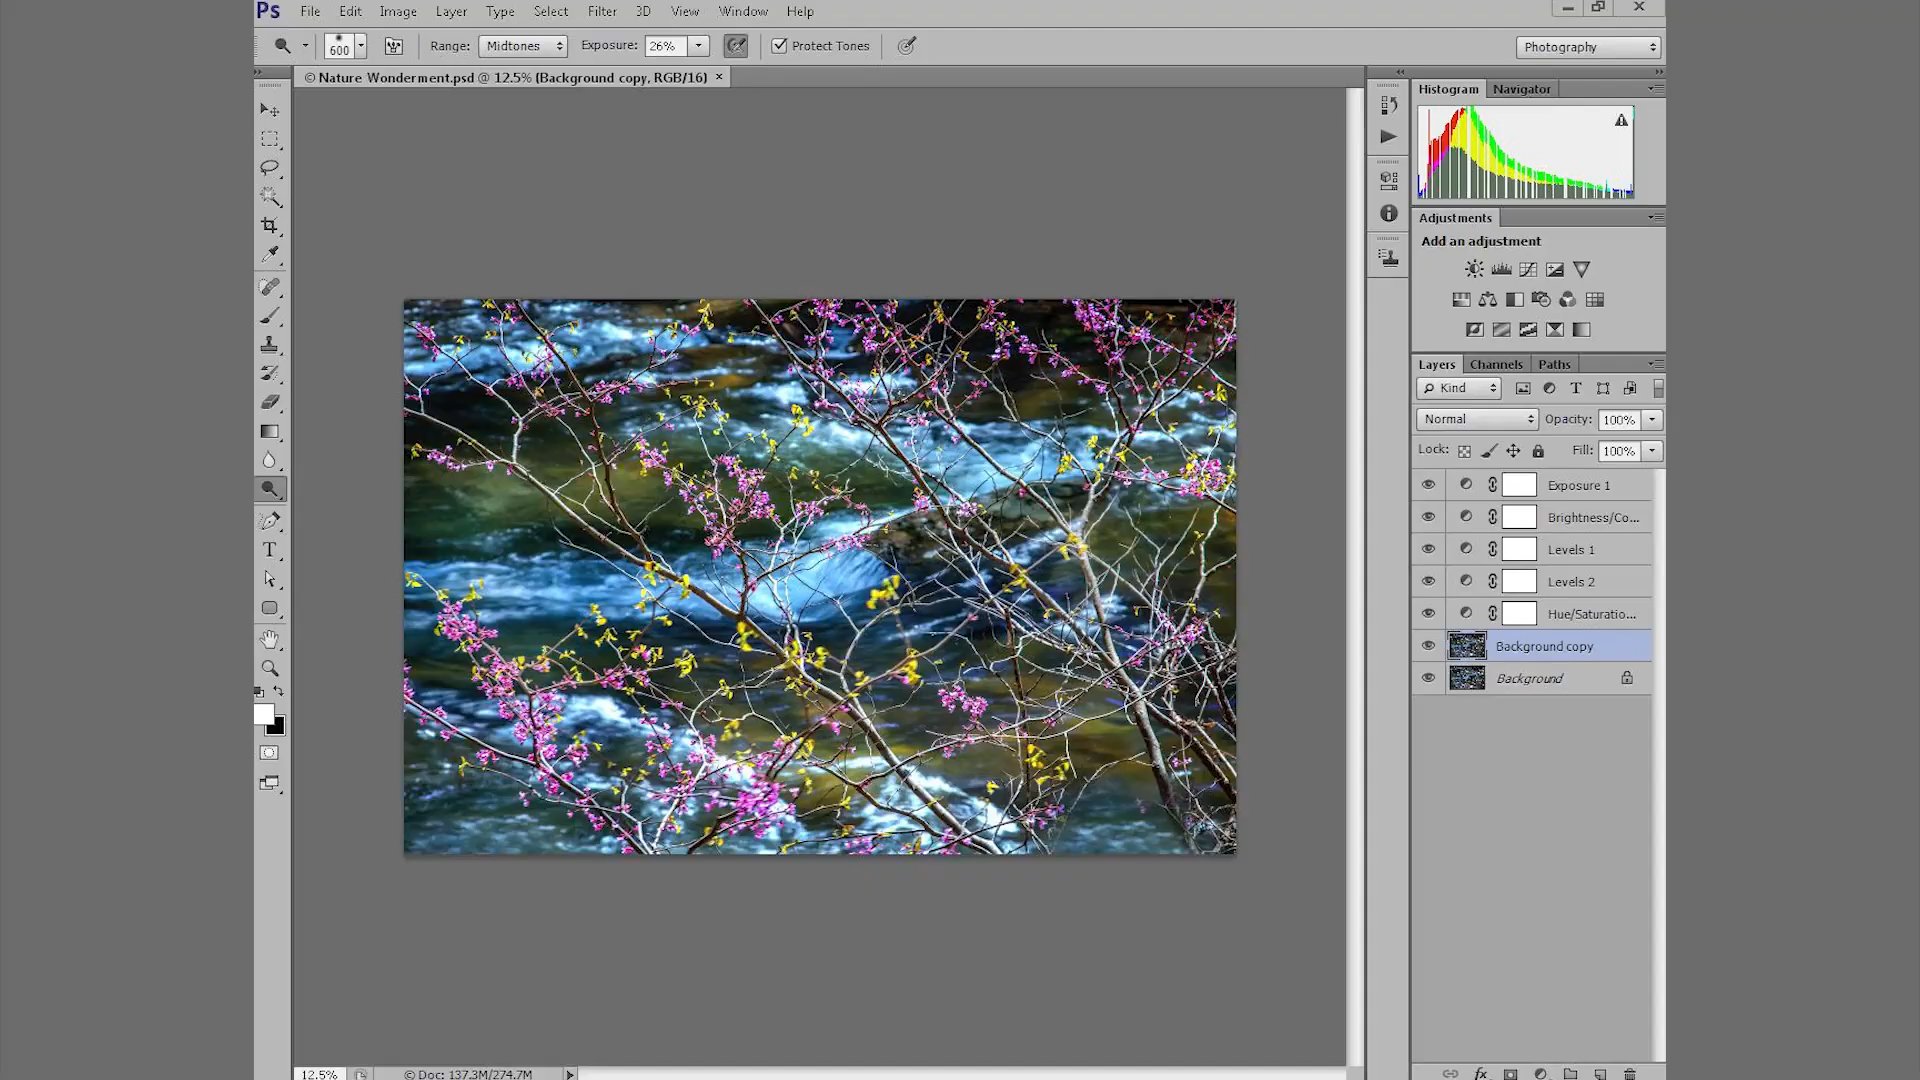 Ps File Edit Image Layer Type Select Filter 3D View Window Help
600 Range: Midtones Exposure: 26% Protect Tones Photography
© Nature Wonderment.psd @ 12.5% (Background copy, RGB/16) ×
Histogram Navigator
Adjustments
Add an adjustment
Layers Channels Paths
Kind T
Normal Opacity: 100%
Lock: Fill: 100%
Exposure 1
Brightness/Co...
Levels 1
Levels 2
Hue/Saturatio...
Background copy
Background
T
12.5% © Doc: 137.3M/274.7M fx